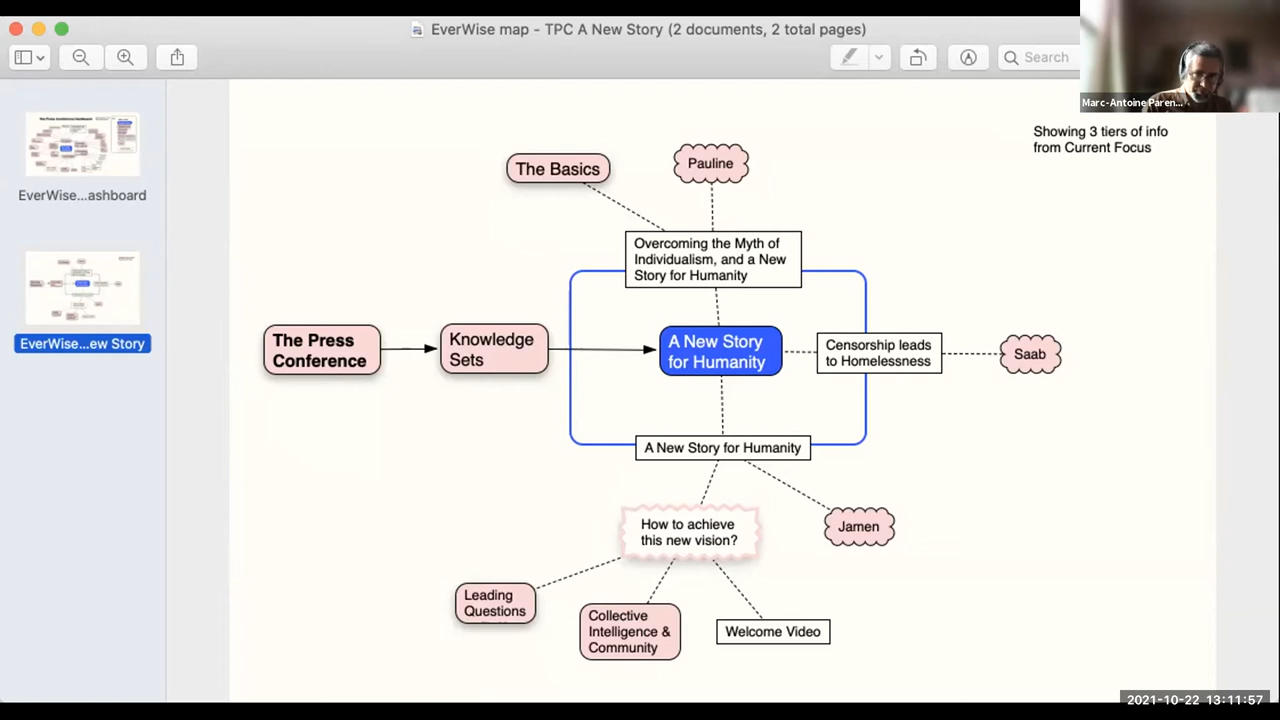 EverWise map - TPC A New Story (2 documents, 2 total pages)
Search
Marc-Antoine Paren...
EverWise...ashboard
EverWise...ew Story
Showing 3 tiers of info
from Current Focus
The Basics
Pauline
Overcoming the Myth of
Individualism, and a New
Story for Humanity
The Press
Conference
Knowledge
Sets
A New Story
for Humanity
Censorship leads
to Homelessness
Saab
A New Story for Humanity
How to achieve
this new vision?
Jamen
Leading
Questions
Collective
Intelligence &
Community
Welcome Video
2021-10-22 13:11:57